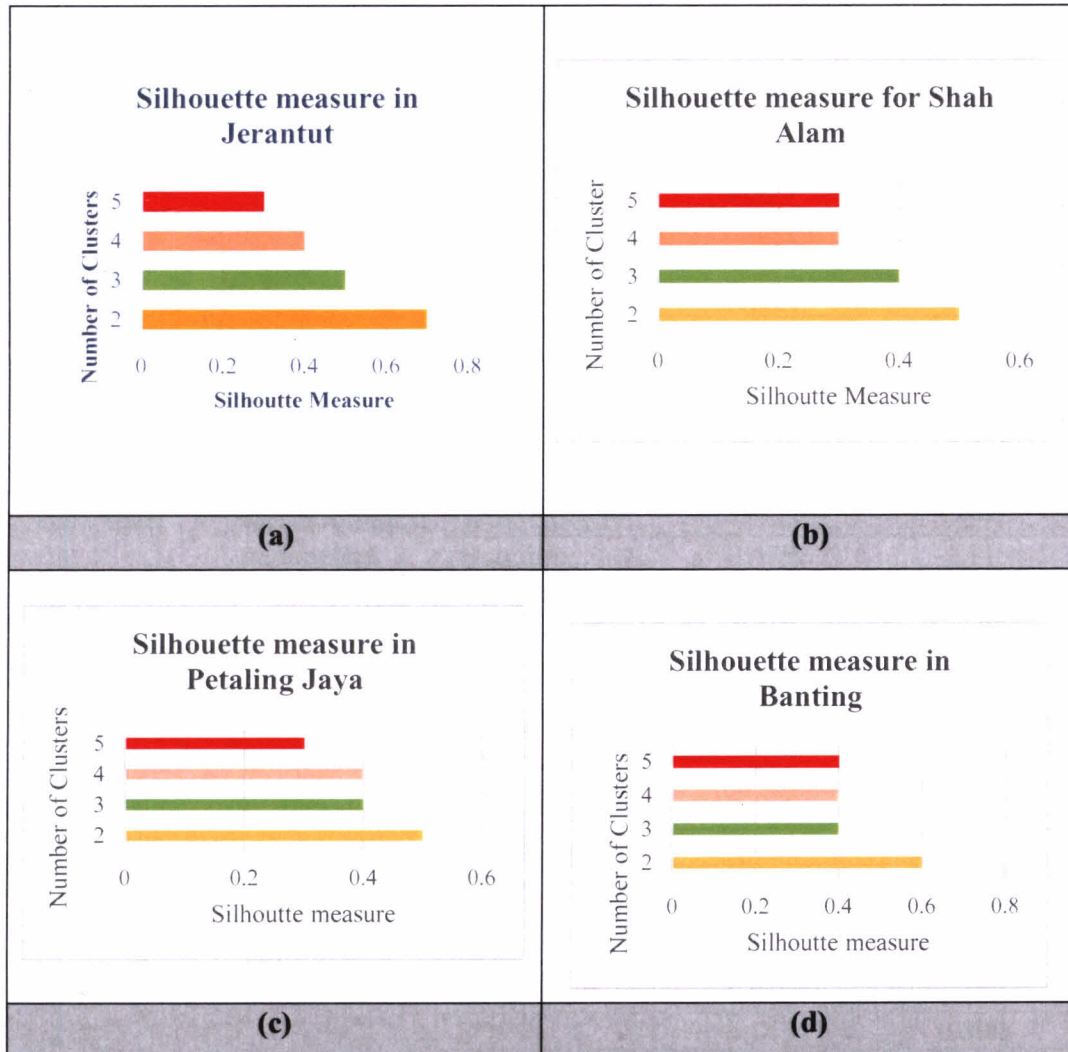 Silhouette measure in
Jerantut
Number of Clusters
5
4
3
2
0 0.2 0.4 0.6 0.8
Silhoutte Measure
(a)
Silhouette measure for Shah
Alam
Number of Cluster
5
4
3
2
0 0.2 0.4 0.6
Silhoutte Measure
(b)
Silhouette measure in
Petaling Jaya
Number of Clusters
5
4
3
2
0 0.2 0.4 0.6
Silhoutte measure
(c)
Silhouette measure in
Banting
Number of Clusters
5
4
3
2
0 0.2 0.4 0.6 0.8
Silhoutte measure
(d)